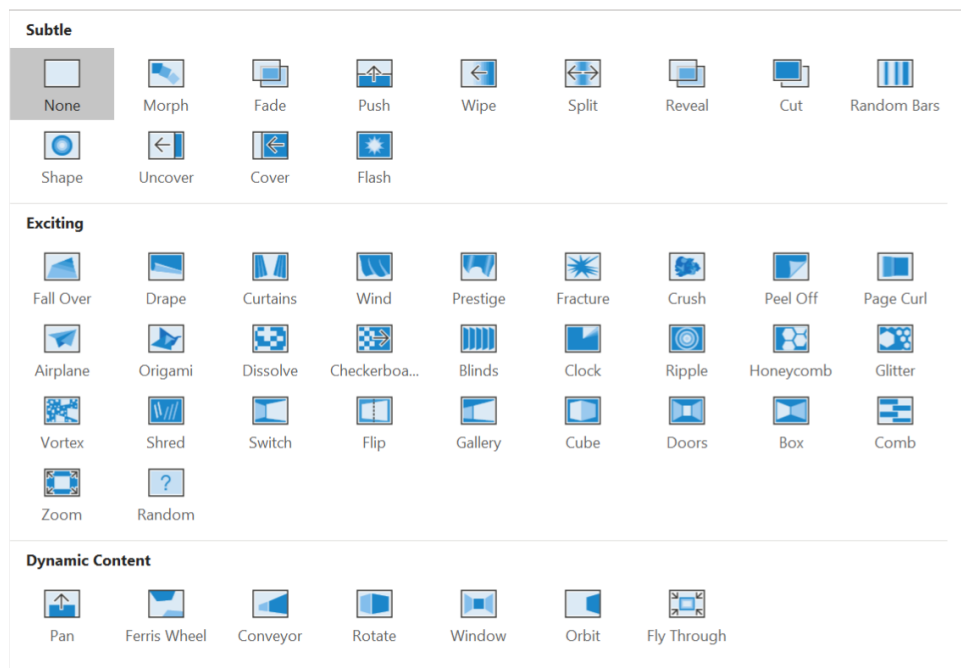 Subtle
None Morph Fade Push Wipe Split Reveal Cut Random Bars
Shape Uncover Cover Flash
Exciting
Fall Over Drape Curtains Wind Prestige Fracture Crush Peel Off Page Curl
Airplane Origami Dissolve Checkerboa... Blinds Clock Ripple Honeycomb Glitter
Vortex Shred Switch Flip Gallery Cube Doors Box Comb
?
Zoom Random
Dynamic Content
Pan Ferris Wheel Conveyor Rotate Window Orbit Fly Through